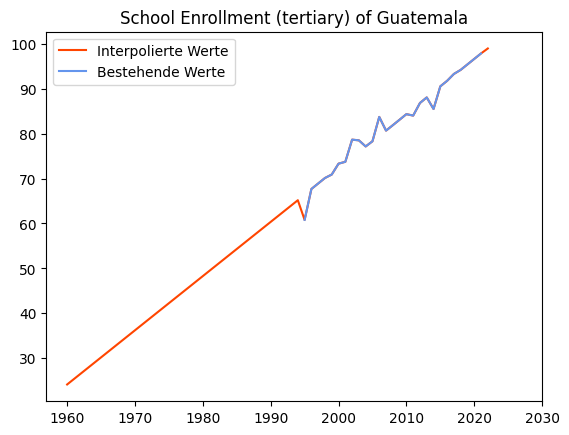 School Enrollment (tertiary) of Guatemala
Interpolierte Werte
Bestehende Werte
100
90
80
70
60
50
40
30
1960 1970 1980 1990 2000 2010 2020 2030